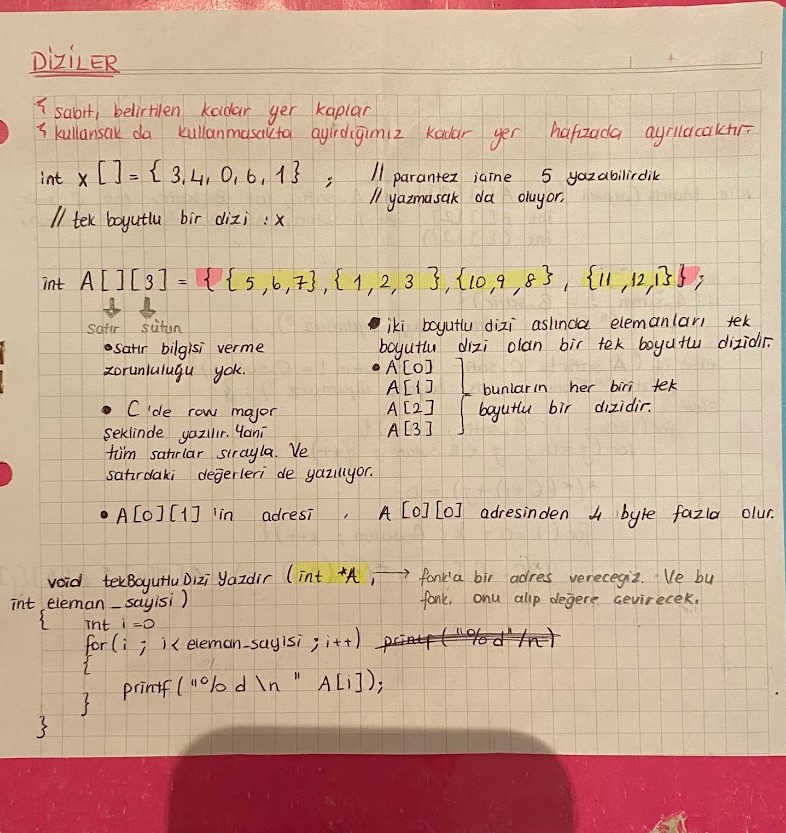 DİZİLER
sabit, belirtilen kadar yer kaplar
kullansak da kullanmasakta ayirdiğimiz kadar yer hafızada ayrılacaktır.
int x [ ] = { 3,4, 0, 6, 1 } ; // parantez içine 5 yazabilirdik
// yazmasak da oluyor.
// tek boyutlu bir dizi : x
int A[ ][3] = { { 5,6,7}, { 1, 2, 3 }, {10,9,8} , {11,12,13} } ;
satır sütun
• satır bilgisi verme
zorunluluğu yok.
• C'de row major
şeklinde yazılır. Yani
tüm satırlar sırayla. Ve
satırdaki değerleri de yazılıyor.
• iki boyutlu dizi aslında elemanları tek
boyutlu dizi olan bir tek boyutlu dizidir.
• A[0]
A[1] bunların her biri tek
A[2] boyutlu bir dizidir.
A[3]
• A[0][1] 'in adresi , A [0][0] adresinden 4 byte fazla olur.
void tekBoyutlu Dizi Yazdir (int *A, → fonk'a bir adres vereceğiz. Ve bu
int eleman_sayisi ) fonk. onu alıp değere çevirecek.
{ int i=0
for(i ; i< eleman_sayisi ; i++) printf("%d"/n)
{
printf("%d \n " A[i]);
}
}